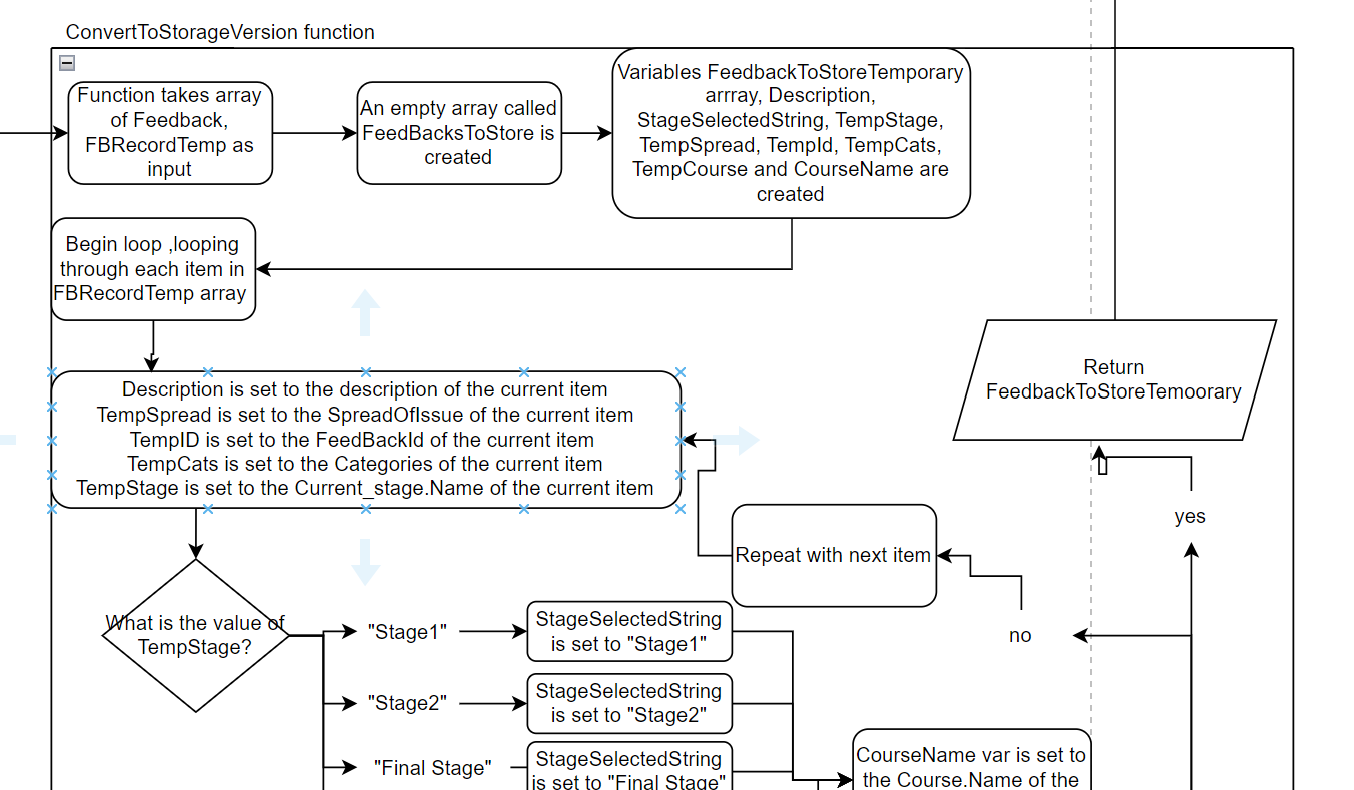 ConvertToStorageVersion function
Function takes array
of Feedback,
FBRecordTemp as
input
An empty array called
FeedBacksToStore is
created
Variables FeedbackToStoreTemporary
arrray, Description,
StageSelectedString, TempStage,
TempSpread, TempId, TempCats,
TempCourse and CourseName are
created
Begin loop ,looping
through each item in
FBRecordTemp array
Description is set to the description of the current item
TempSpread is set to the SpreadOfIssue of the current item
TempID is set to the FeedBackId of the current item
TempCats is set to the Categories of the current item
TempStage is set to the Current_stage.Name of the current item
Return
FeedbackToStoreTemoorary
yes
Repeat with next item
no
What is the value of
TempStage?
"Stage1"
StageSelectedString
is set to "Stage1"
"Stage2"
StageSelectedString
is set to "Stage2"
"Final Stage"
StageSelectedString
is set to "Final Stage"
CourseName var is set to
the Course.Name of the